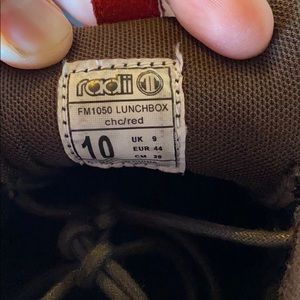 radii
FM1050 LUNCHBOX
chc/red
10
UK 9
EUR 44
CM 28